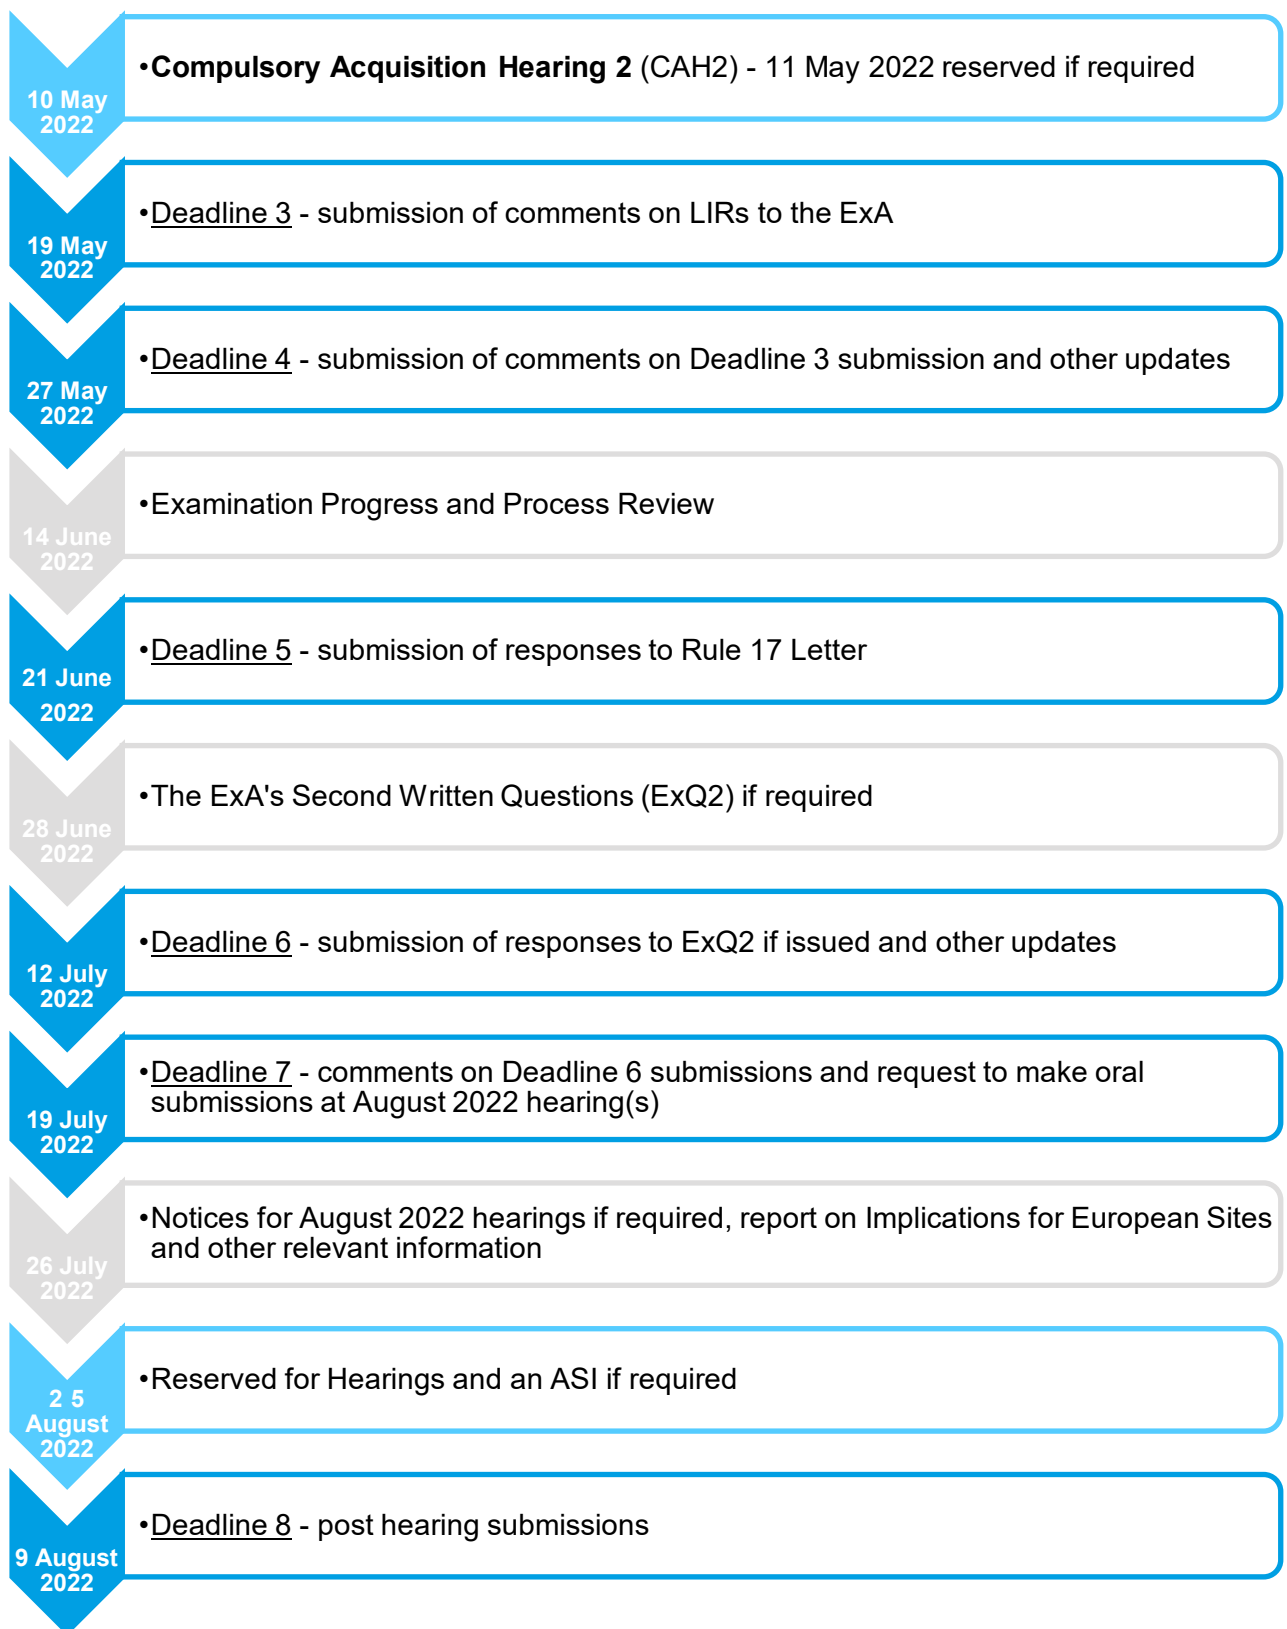 10 May
2022
•Compulsory Acquisition Hearing 2 (CAH2) - 11 May 2022 reserved if required
19 May
2022
•Deadline 3 - submission of comments on LIRs to the ExA
27 May
2022
•Deadline 4 - submission of comments on Deadline 3 submission and other updates
14 June
2022
•Examination Progress and Process Review
21 June
2022
•Deadline 5 - submission of responses to Rule 17 Letter
28 June
2022
•The ExA's Second Written Questions (ExQ2) if required
12 July
2022
•Deadline 6 - submission of responses to ExQ2 if issued and other updates
19 July
2022
•Deadline 7 - comments on Deadline 6 submissions and request to make oral
submissions at August 2022 hearing(s)
26 July
2022
•Notices for August 2022 hearings if required, report on Implications for European Sites
and other relevant information
2 5
August
2022
•Reserved for Hearings and an ASI if required
9 August
2022
•Deadline 8 - post hearing submissions